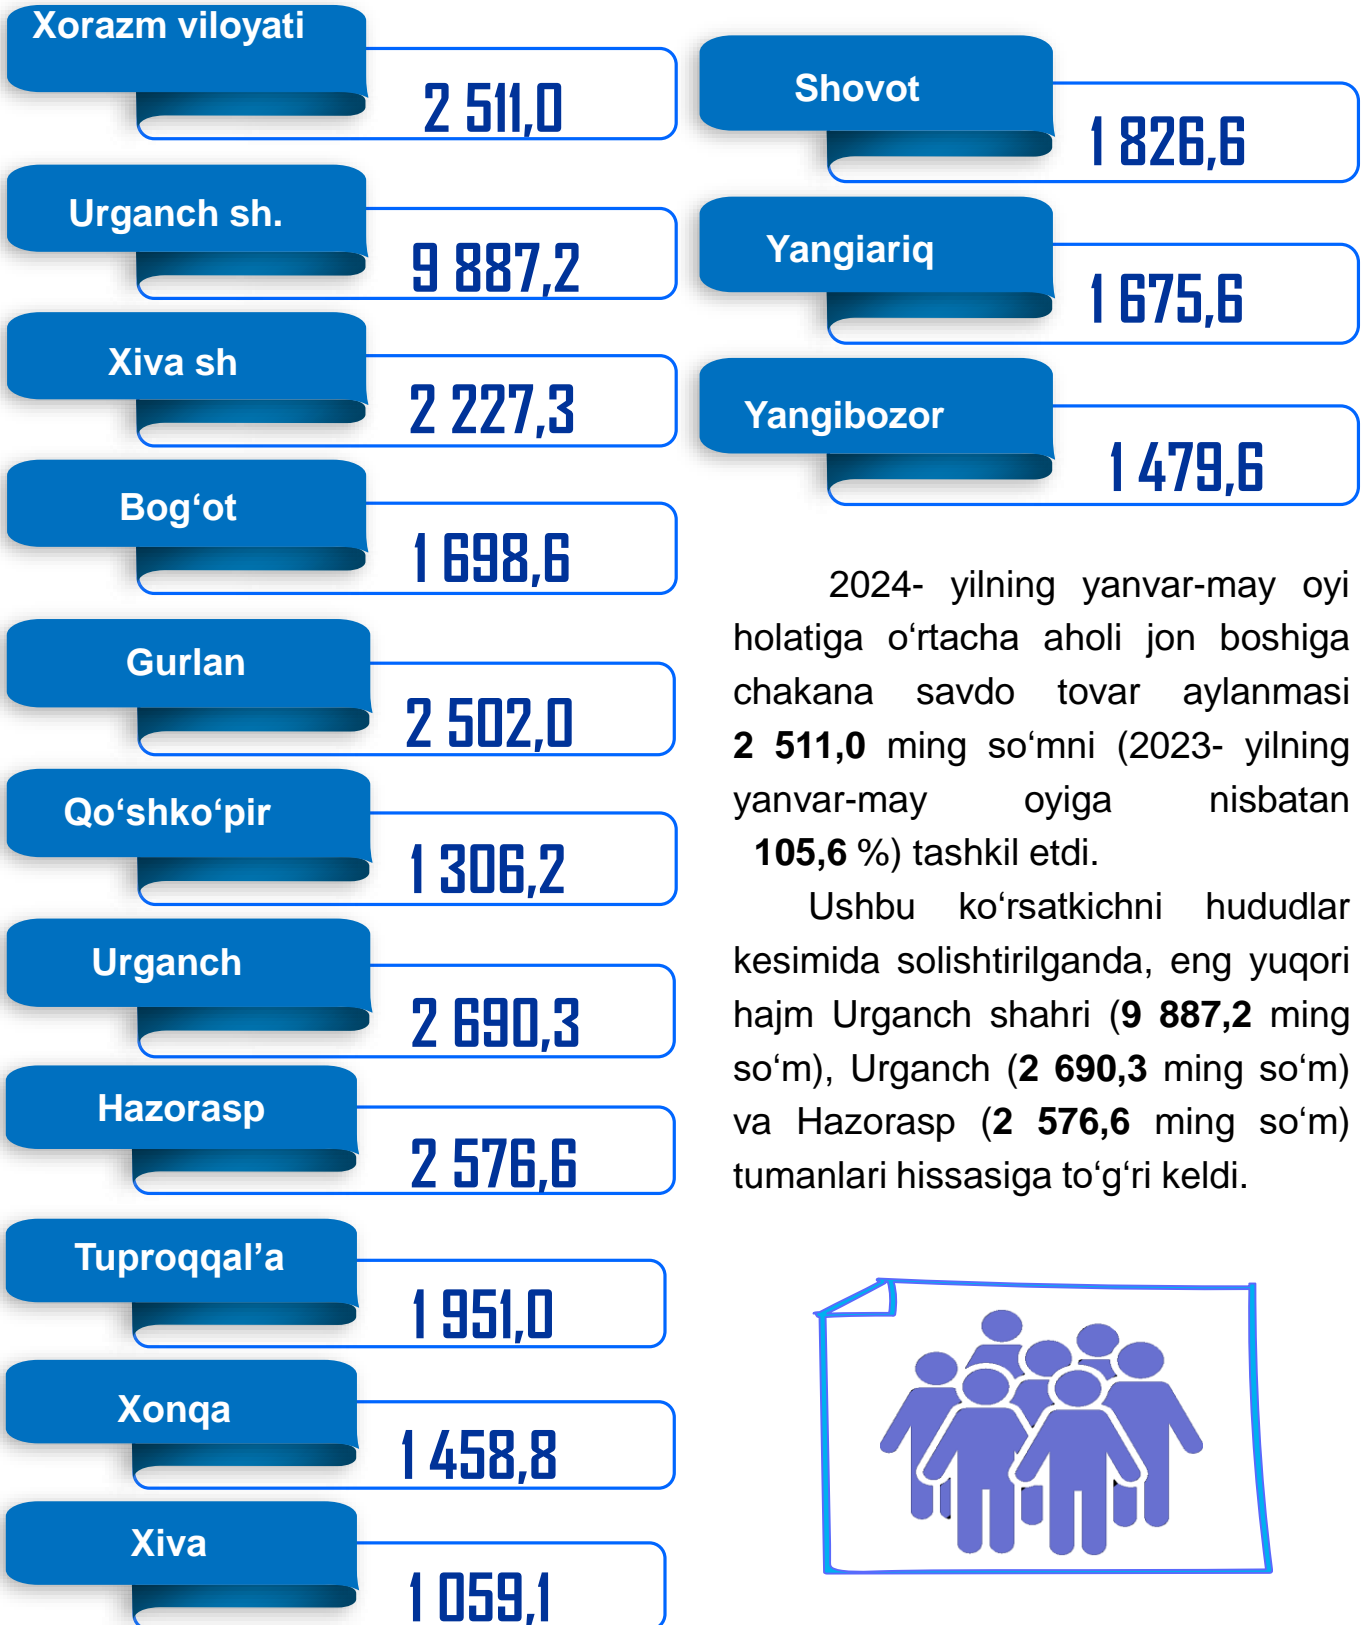 Xorazm viloyati
2 511,0
Urganch sh.
9 887,2
Xiva sh
2 227,3
Bog‘ot
1 698,6
Gurlan
2 502,0
Qo‘shko‘pir
1 306,2
Urganch
2 690,3
Hazorasp
2 576,6
Tuproqqal’a
1 951,0
Xonqa
1 458,8
Xiva
1 059,1
Shovot
1 826,6
Yangiariq
1 675,6
Yangibozor
1 479,6
2024- yilning yanvar-may oyi
holatiga o‘rtacha aholi jon boshiga
chakana savdo tovar aylanmasi
2 511,0 ming so‘mni (2023- yilning
yanvar-may oyiga nisbatan
105,6 %) tashkil etdi.
Ushbu ko‘rsatkichni hududlar
kesimida solishtirilganda, eng yuqori
hajm Urganch shahri (9 887,2 ming
so‘m), Urganch (2 690,3 ming so‘m)
va Hazorasp (2 576,6 ming so‘m)
tumanlari hissasiga to‘g‘ri keldi.